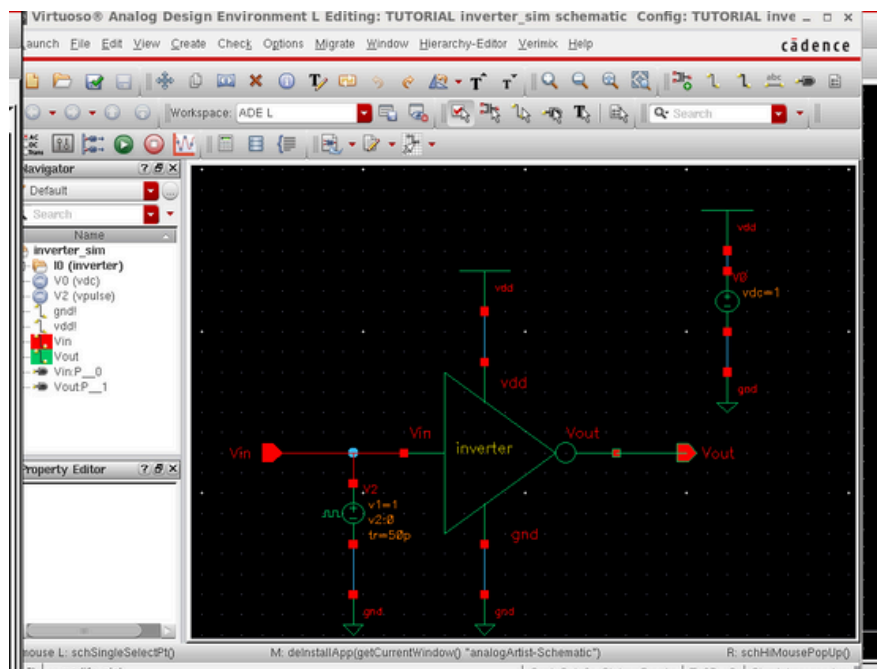 Virtuoso® Analog Design Environment L Editing: TUTORIAL inverter_sim schematic Config: TUTORIAL inve
aunch File Edit View Create Check Options Migrate Window Hierarchy-Editor Verimix Help
cādence
Workspace: ADE L
Search
Navigator
Default
Search
Name
inverter_sim
I0 (inverter)
V0 (vdc)
V2 (vpulse)
gnd!
vdd!
Vin
Vout
Vin:P__0
Vout:P__1
Property Editor
vdd
V0
vdc=1
gnd
vdd
vdd
Vin
Vin
inverter
Vout
Vout
V2
v1=1
v2:0
tr=50p
gnd
gnd
gnd
mouse L: schSingleSelectPt()
M: deInstallApp(getCurrentWindow() "analogArtist-Schematic")
R: schHiMousePopUp()